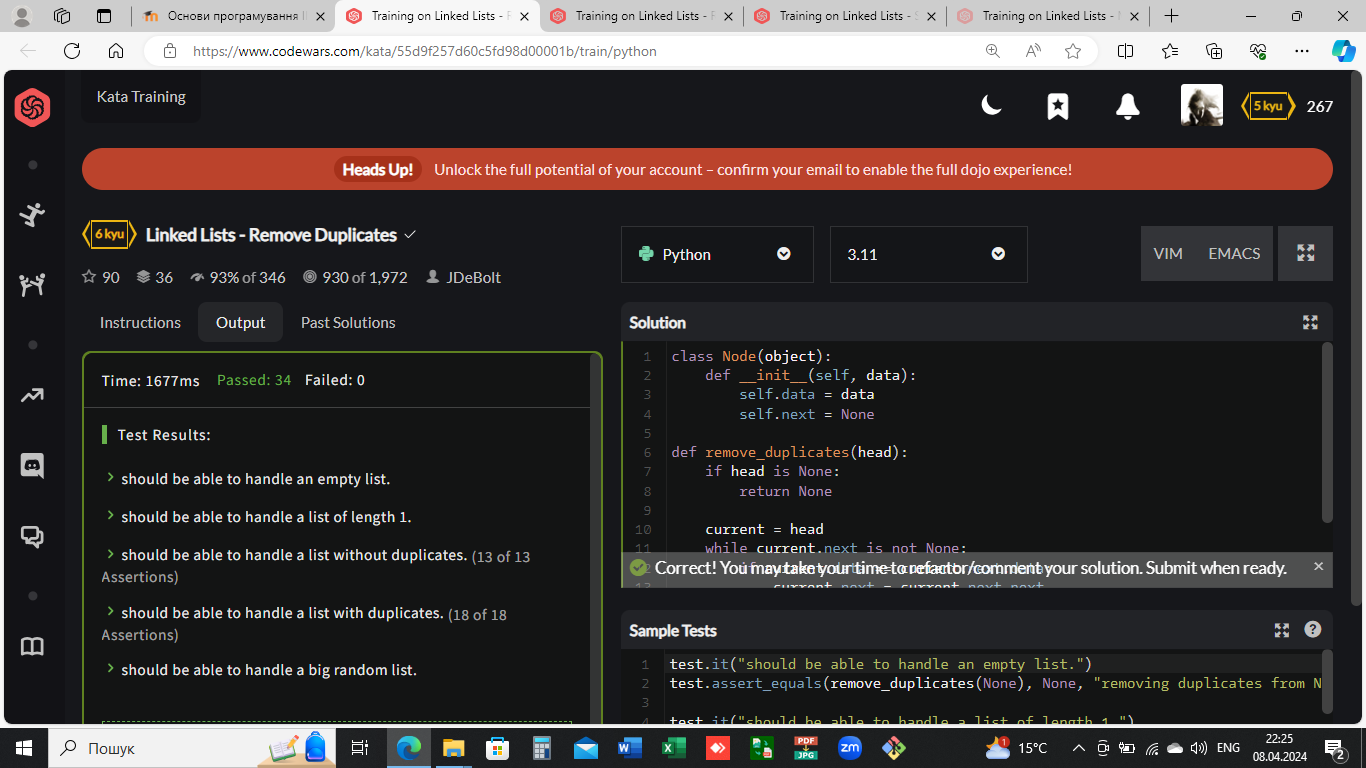 Основи програмування
Training on Linked Lists -
Training on Linked Lists -
Training on Linked Lists -
Training on Linked Lists -
https://www.codewars.com/kata/55d9f257d60c5fd98d00001b/train/python
Kata Training
5 kyu 267
Heads Up! Unlock the full potential of your account – confirm your email to enable the full dojo experience!
6 kyu Linked Lists - Remove Duplicates
90 36 93% of 346 930 of 1,972 JDeBolt
Python
3.11
VIM EMACS
Instructions Output Past Solutions
Time: 1677ms Passed: 34 Failed: 0
Test Results:
should be able to handle an empty list.
should be able to handle a list of length 1.
should be able to handle a list without duplicates. (13 of 13
Assertions)
should be able to handle a list with duplicates. (18 of 18
Assertions)
should be able to handle a big random list.
Solution
1 class Node(object):
2 def __init__(self, data):
3 self.data = data
4 self.next = None
5
6 def remove_duplicates(head):
7 if head is None:
8 return None
9
10 current = head
11 while current.next is not None:
Correct! You may take your time to refactor/comment your solution. Submit when ready.
13 current.next = current.next.next
Sample Tests
1 test.it("should be able to handle an empty list.")
2 test.assert_equals(remove_duplicates(None), None, "removing duplicates from N
3
4 test.it("should be able to handle a list of length 1.")
Пошук
15°C
ENG
22:25
08.04.2024
2